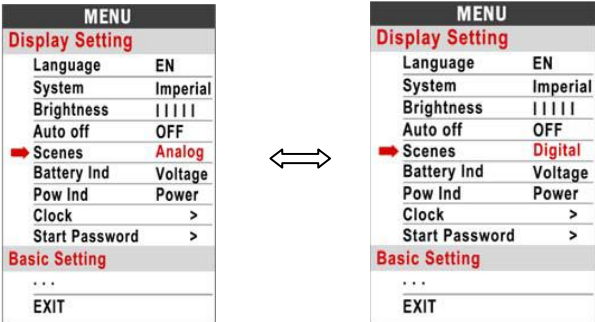 MENU
Display Setting
Language EN
System Imperial
Brightness | | | | |
Auto off OFF
Scenes Analog
Battery Ind Voltage
Pow Ind Power
Clock >
Start Password >
Basic Setting
. . .
EXIT
MENU
Display Setting
Language EN
System Imperial
Brightness | | | | |
Auto off OFF
Scenes Digital
Battery Ind Voltage
Pow Ind Power
Clock >
Start Password >
Basic Setting
. . .
EXIT